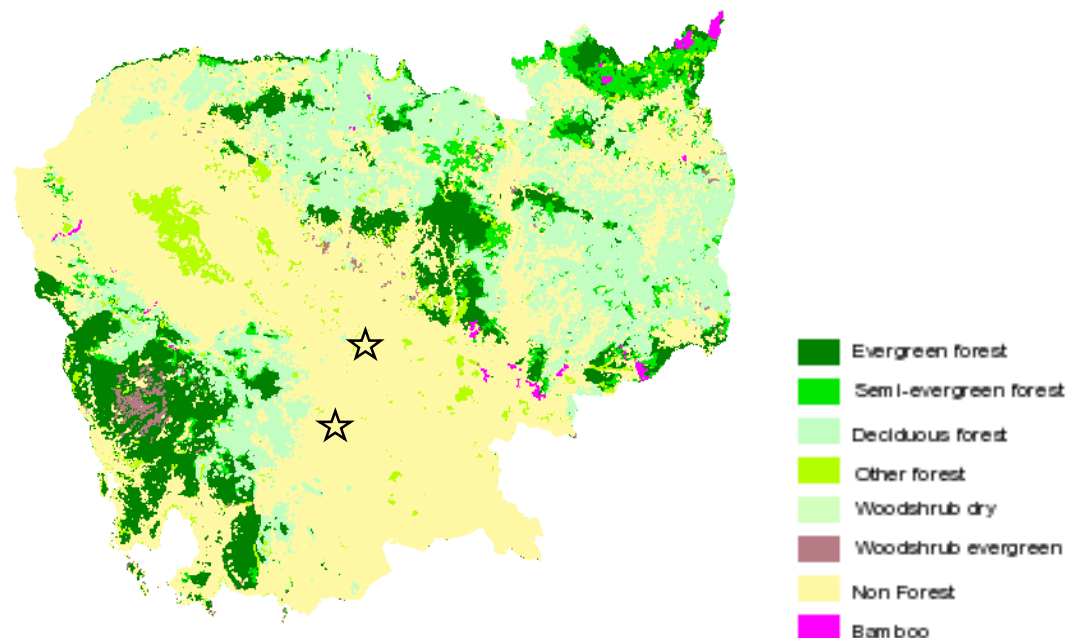 Evergreen forest
Semi-evergreen forest
Deciduous forest
Other forest
Woodshrub dry
Woodshrub evergreen
Non Forest
Bamboo